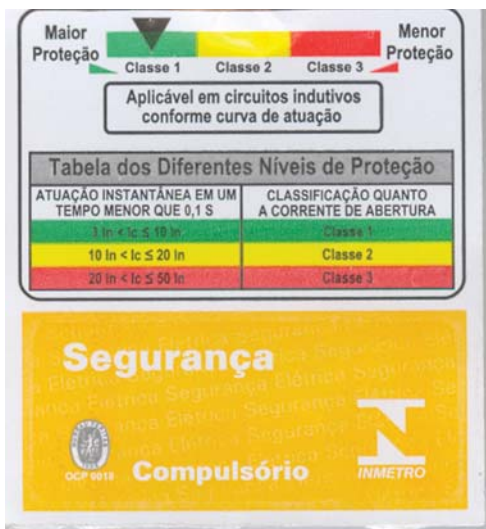 Maior Proteção
Menor Proteção
Classe 1 Classe 2 Classe 3
Aplicável em circuitos indutivos
conforme curva de atuação
Tabela dos Diferentes Níveis de Proteção
ATUAÇÃO INSTANTÂNEA EM UM TEMPO MENOR QUE 0,1 S
CLASSIFICAÇÃO QUANTO A CORRENTE DE ABERTURA
3 In < Ic ≤ 10 In Classe 1
10 In < Ic ≤ 20 In Classe 2
20 In < Ic ≤ 50 In Classe 3
Segurança
OCP 0018
Compulsório
INMETRO